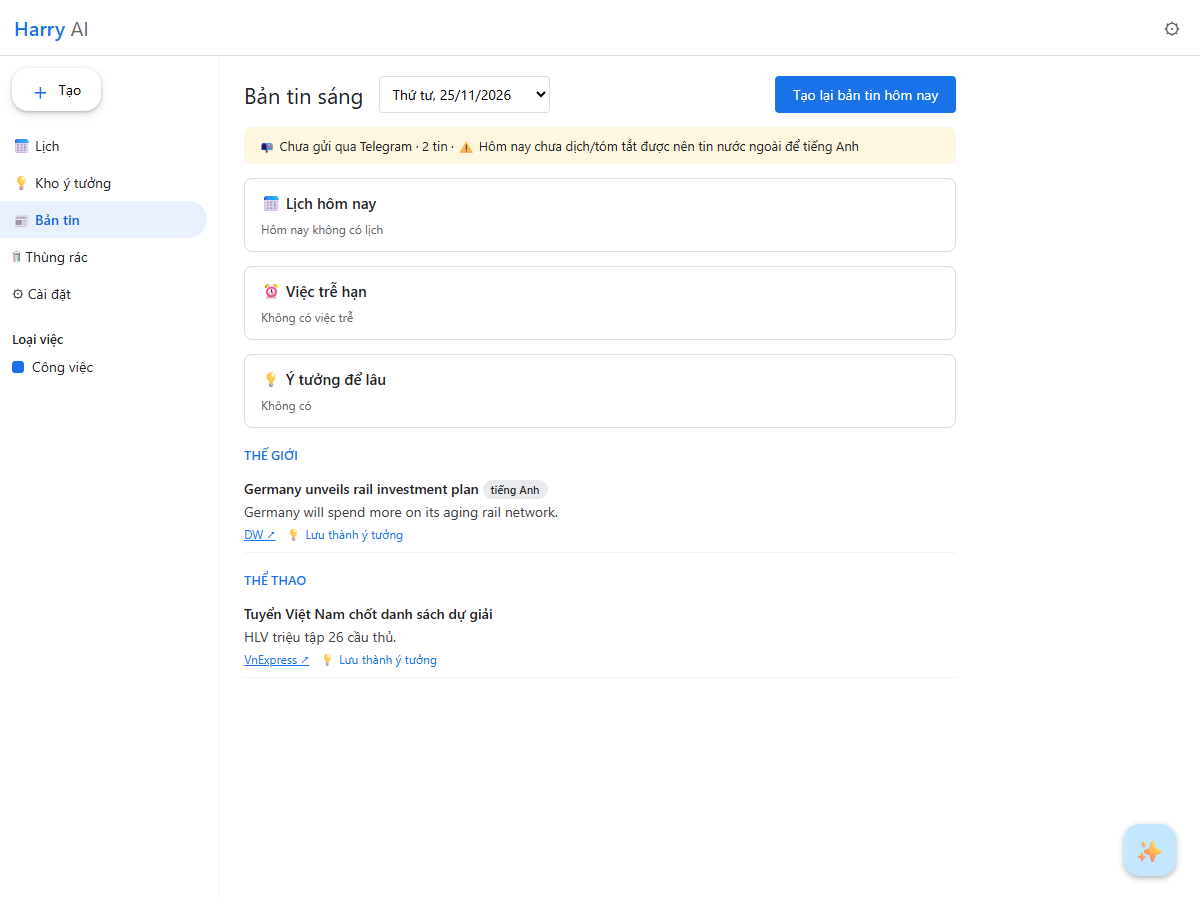 Harry AI
+ Tạo
Lịch
Kho ý tưởng
Bản tin
Thùng rác
Cài đặt
Loại việc
Công việc
Bản tin sáng
Thứ tư, 25/11/2026
Tạo lại bản tin hôm nay
Chưa gửi qua Telegram · 2 tin · ⚠️ Hôm nay chưa dịch/tóm tắt được nên tin nước ngoài để tiếng Anh
Lịch hôm nay
Hôm nay không có lịch
Việc trễ hạn
Không có việc trễ
Ý tưởng để lâu
Không có
THẾ GIỚI
Germany unveils rail investment plan tiếng Anh
Germany will spend more on its aging rail network.
DW ↗ Lưu thành ý tưởng
THỂ THAO
Tuyển Việt Nam chốt danh sách dự giải
HLV triệu tập 26 cầu thủ.
VnExpress ↗ Lưu thành ý tưởng